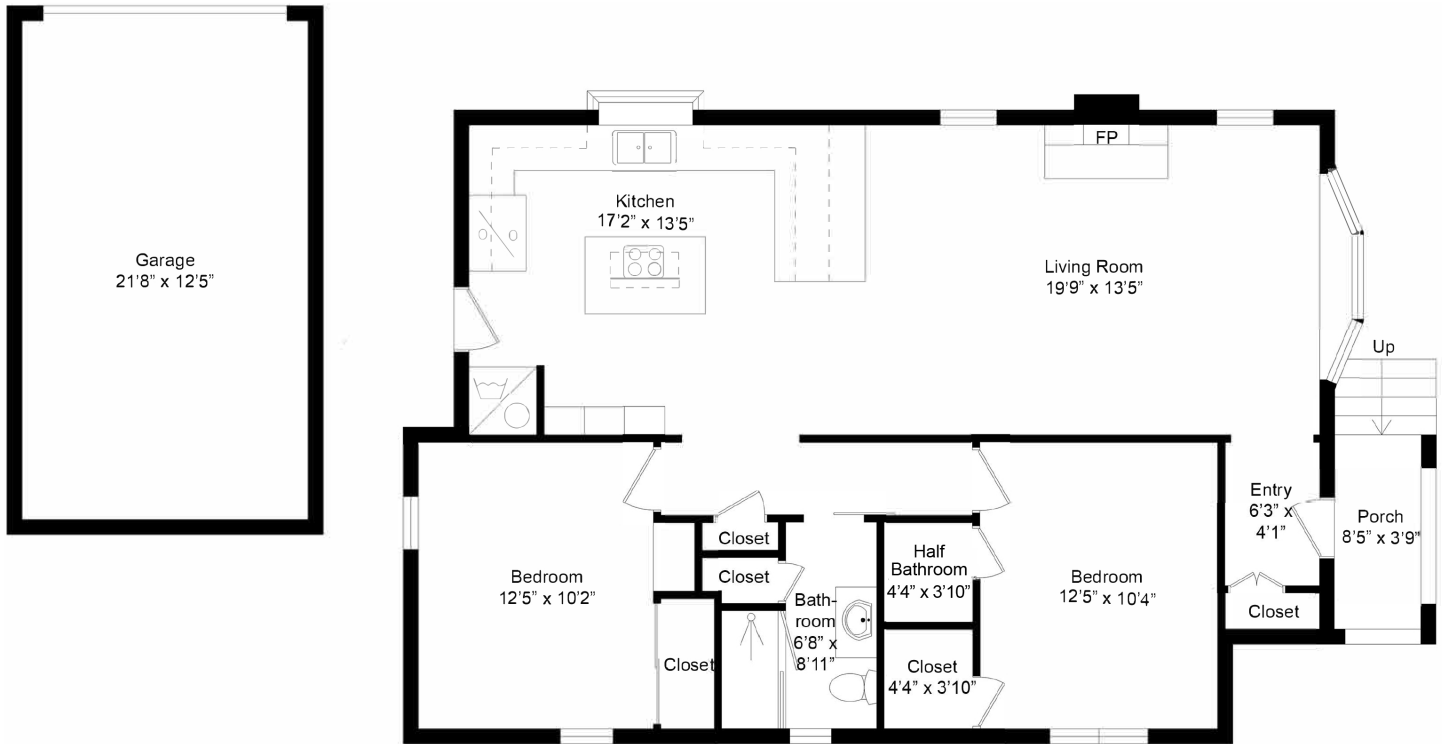 Garage
21'8" x 12'5"
Kitchen
17'2" x 13'5"
FP
Living Room
19'9" x 13'5"
Up
Entry
6'3" x
4'1"
Porch
8'5" x 3'9"
Closet
Bedroom
12'5" x 10'2"
Closet
Closet
Closet
Bath-
room
6'8" x
8'11"
Half
Bathroom
4'4" x 3'10"
Closet
4'4" x 3'10"
Bedroom
12'5" x 10'4"